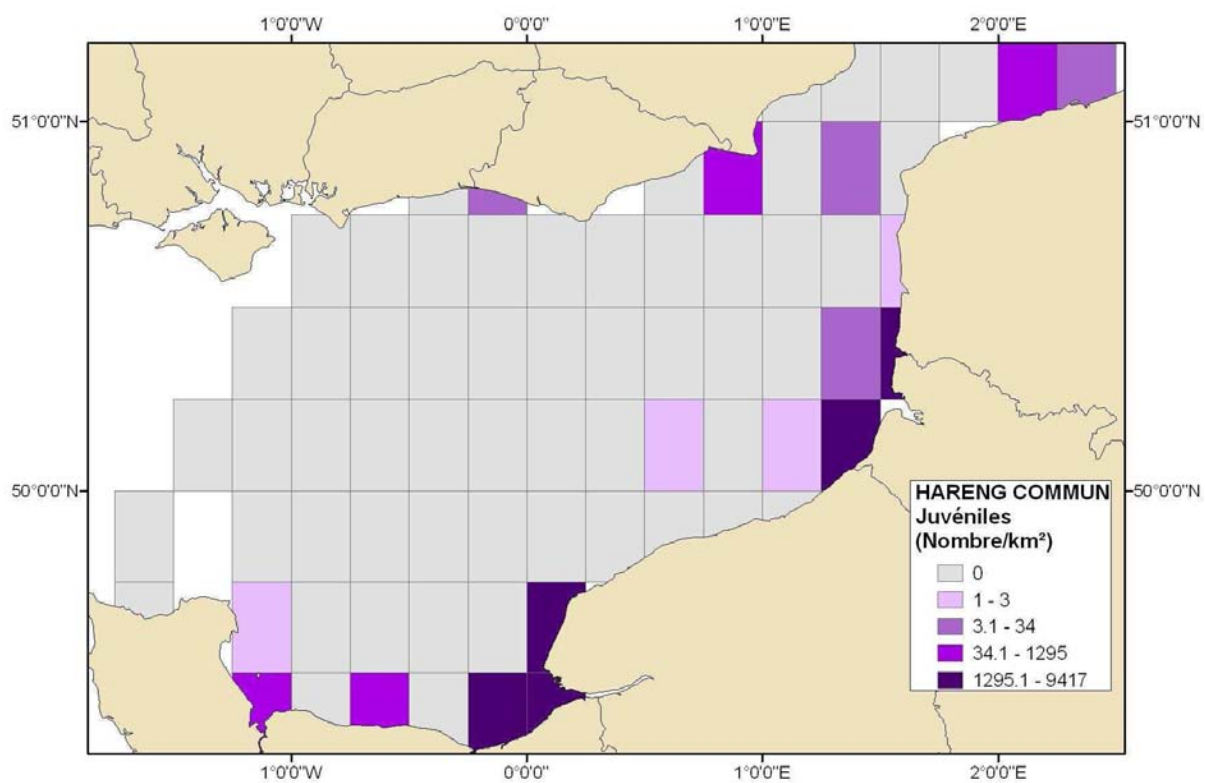 1°0'0"W 0°0'0" 1°0'0"E 2°0'0"E
51°0'0"N 51°0'0"N
50°0'0"N 50°0'0"N
HARENG COMMUN
Juvéniles
(Nombre/km²)
0
1 - 3
3.1 - 34
34.1 - 1295
1295.1 - 9417
1°0'0"W 0°0'0" 1°0'0"E 2°0'0"E